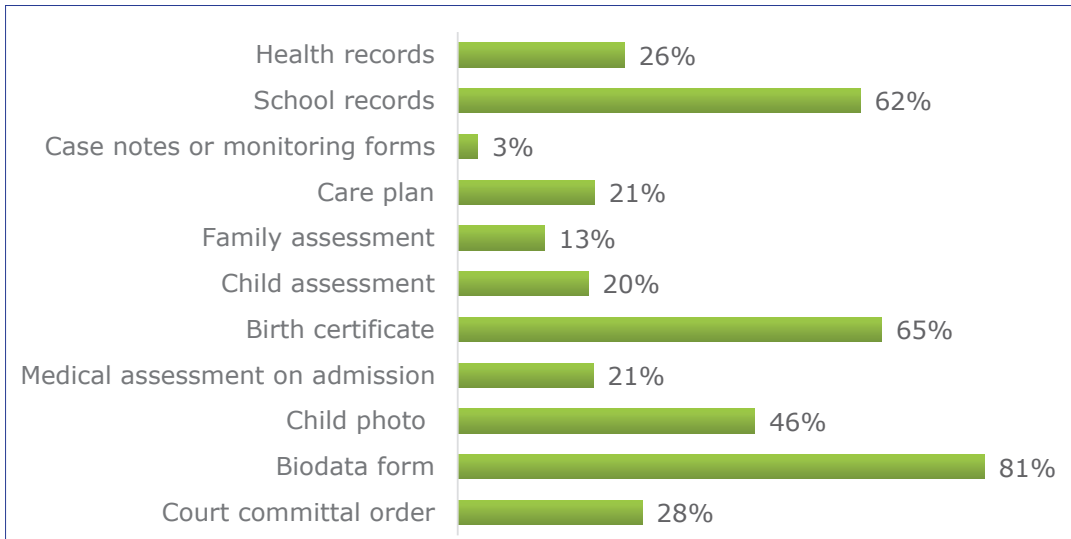 Health records 26%
School records 62%
Case notes or monitoring forms 3%
Care plan 21%
Family assessment 13%
Child assessment 20%
Birth certificate 65%
Medical assessment on admission 21%
Child photo 46%
Biodata form 81%
Court committal order 28%